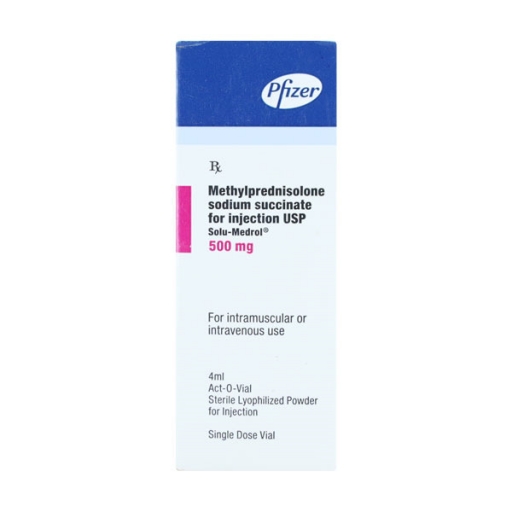 Pfizer
Rx
Methylprednisolone
sodium succinate
for injection USP
Solu-Medrol®
500 mg
For intramuscular or
intravenous use
4ml
Act-O-Vial
Sterile Lyophilized Powder
for Injection
Single Dose Vial